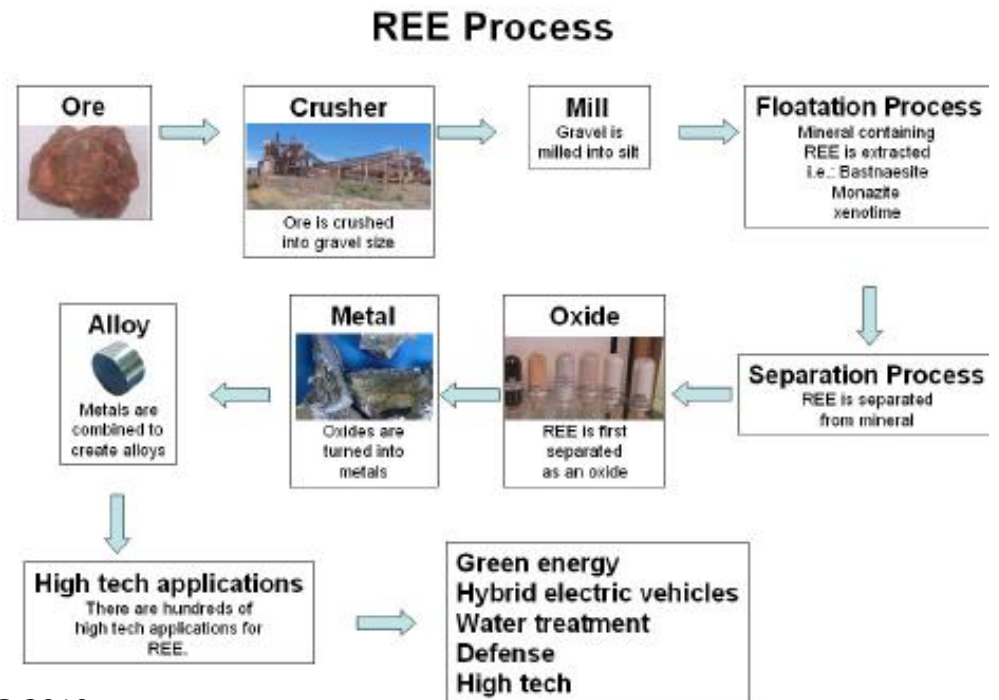 REE Process
Ore
Crusher
Ore is crushed
into gravel size
Mill
Gravel is
milled into silt
Floatation Process
Mineral containing
REE is extracted
i.e.: Bastnaesite
Monazite
xenotime
Separation Process
REE is separated
from mineral
Oxide
REE is first
separated
as an oxide
Metal
Oxides are
turned into
metals
Alloy
Metals are
combined to
create alloys
High tech applications
There are hundreds of
high tech applications for
REE.
Green energy
Hybrid electric vehicles
Water treatment
Defense
High tech